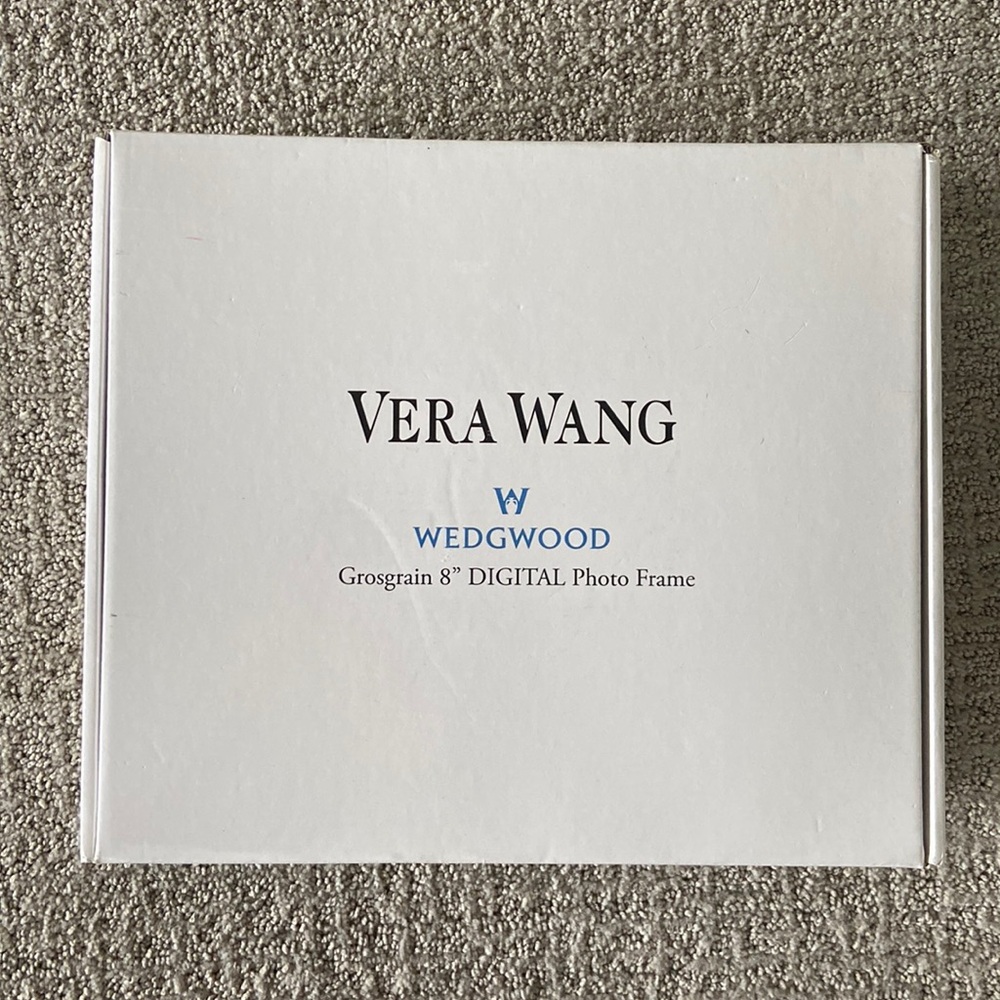 VERA WANG
WEDGWOOD
Grosgrain 8” DIGITAL Photo Frame